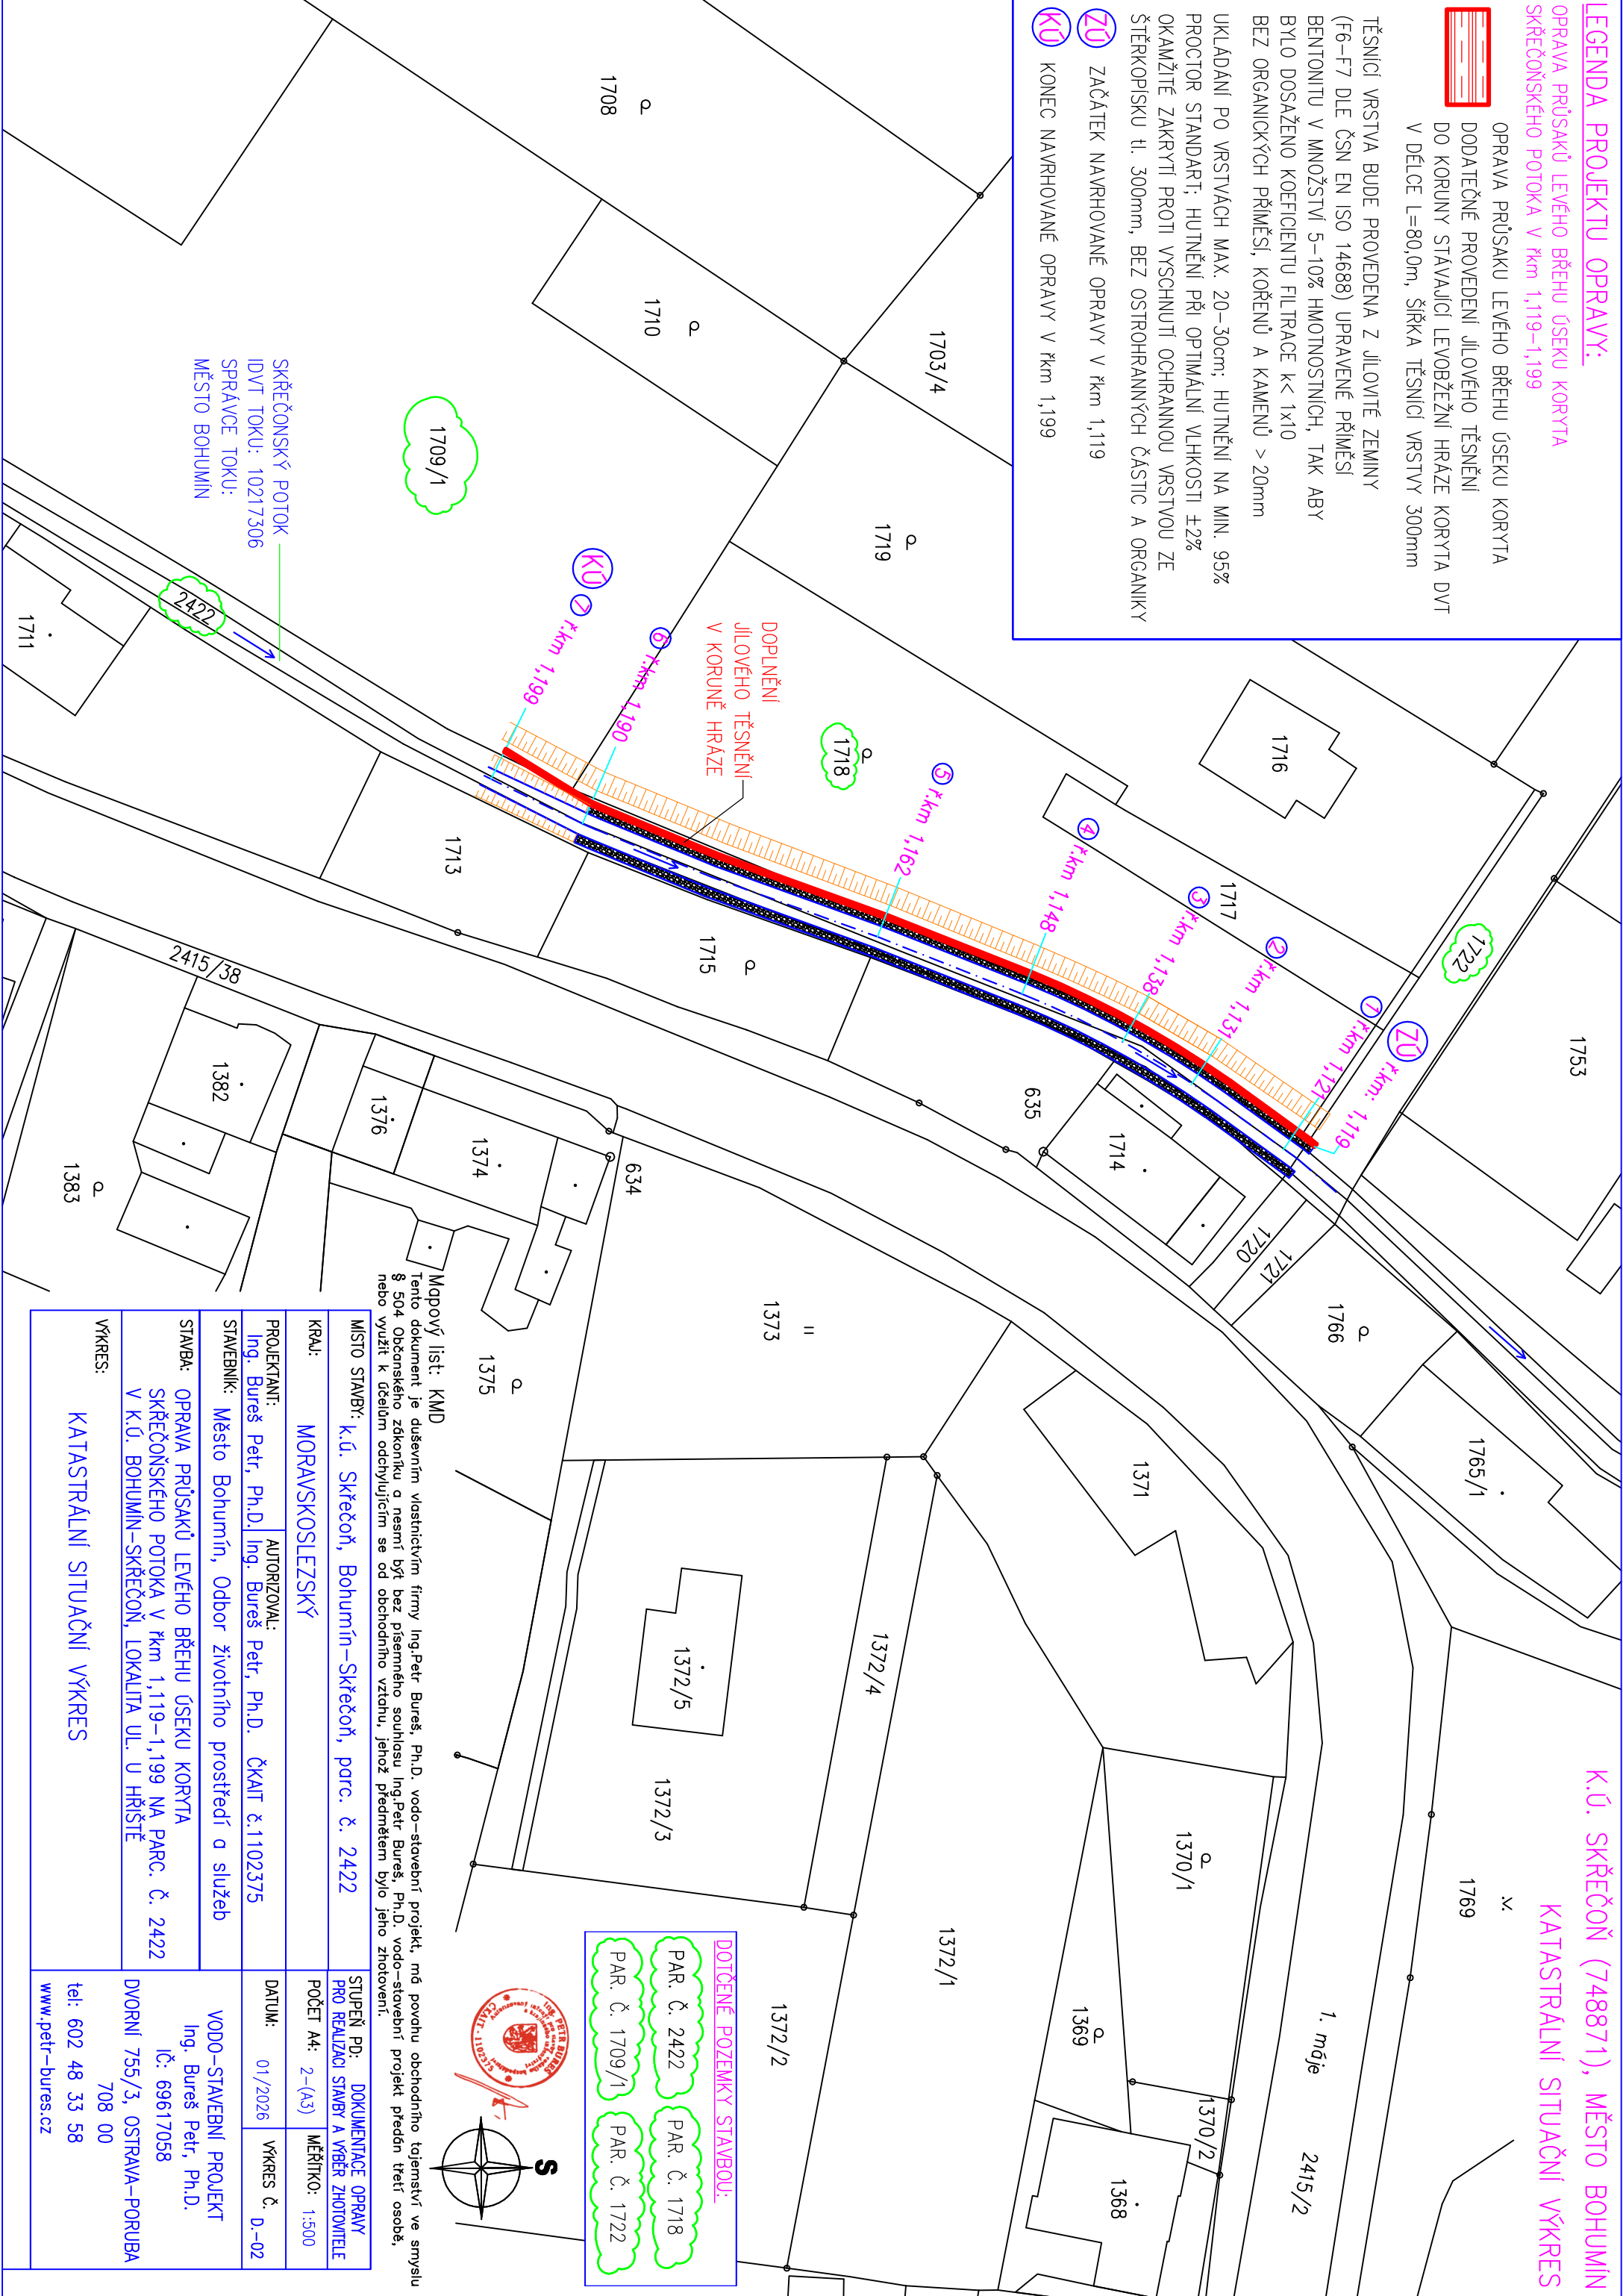 LEGENDA PROJEKTU OPRAVY:
OPRAVA PRŮSAKŮ LEVÉHO BŘEHU ÚSEKU KORYTA
SKŘEČOŇSKÉHO POTOKA V ř.km 1,119-1,199
OPRAVA PRŮSAKU LEVÉHO BŘEHU ÚSEKU KORYTA
DODATEČNÉ PROVEDENÍ JÍLOVÉHO TĚSNĚNÍ
DO KORUNY STÁVAJÍCÍ LEVOBŽEŽNÍ HRÁZE KORYTA DVT
V DÉLCE L=80,0m, ŠÍŘKA TĚSNÍCÍ VRSTVY 300mm
TĚSNÍCÍ VRSTVA BUDE PROVEDENA Z JÍLOVITÉ ZEMINY
(F6-F7 DLE ČSN EN ISO 14688) UPRAVENÉ PŘÍMĚSÍ
BENTONITU V MNOŽSTVÍ 5-10% HMOTNOSTNÍCH, TAK ABY
BYLO DOSAŽENO KOEFICIENTU FILTRACE k< 1x10
BEZ ORGANICKÝCH PŘÍMĚSÍ, KOŘENŮ A KAMENŮ > 20mm
UKLÁDÁNÍ PO VRSTVÁCH MAX. 20-30cm; HUTNĚNÍ NA MIN. 95%
PROCTOR STANDART; HUTNĚNÍ PŘI OPTIMÁLNÍ VLHKOSTI ±2%
OKAMŽITÉ ZAKRYTÍ PROTI VYSCHNUTÍ OCHRANNOU VRSTVOU ZE
ŠTĚRKOPÍSKU tl. 300mm, BEZ OSTROHRANNÝCH ČÁSTIC A ORGANIKY
ZÚ ZAČÁTEK NAVRHOVANÉ OPRAVY V ř.km 1,119
KÚ KONEC NAVRHOVANÉ OPRAVY V ř.km 1,199
K.Ú. SKŘEČOŇ (748871), MĚSTO BOHUMÍN
KATASTRÁLNÍ SITUAČNÍ VÝKRES
1753
1722
1716
1717
1703/4
1719
1718
1708
1710
1709/1
ZÚ ř.km: 1,119
1 ř.km 1,121
2 ř.km 1,131
3 ř.km 1,138
4 ř.km 1,148
5 ř.km 1,162
6 ř.km 1,190
KÚ 7 ř.km 1,199
DOPLNĚNÍ
JÍLOVÉHO TĚSNĚNÍ
V KORUNĚ HRÁZE
SKŘEČONSKÝ POTOK
IDVT TOKU: 10217306
SPRÁVCE TOKU:
MĚSTO BOHUMÍN
2422
1711
1713
1715
635
1714
1720
1721
1766
1765/1
1769
2415/38
1382
1376
1374
634
1383
1375
1373
1371
1372/4
1372/5
1372/3
1372/1
1372/2
1370/1
1369
1370/2
1368
1. máje
2415/2
DOTČENÉ POZEMKY STAVBOU:
PAR. Č. 2422
PAR. Č. 1718
PAR. Č. 1709/1
PAR. Č. 1722
S
Mapový list: KMD
Tento dokument je duševním vlastnictvím firmy Ing.Petr Bureš, Ph.D. vodo-stavební projekt, má povahu obchodního tajemství ve smyslu
§ 504 Občanského zákoníku a nesmí být bez písemného souhlasu Ing.Petr Bureš, Ph.D. vodo-stavební projekt předán třetí osobě,
nebo využit k účelům odchylujícím se od obchodního vztahu, jehož předmětem bylo jeho zhotovení.
MÍSTO STAVBY: k.ú. Skřečoň, Bohumín-Skřečoň, parc. č. 2422
KRAJ: MORAVSKOSLEZSKÝ
PROJEKTANT: Ing. Bureš Petr, Ph.D.
AUTORIZOVAL: Ing. Bureš Petr, Ph.D. ČKAIT č.1102375
STAVEBNÍK: Město Bohumín, Odbor životního prostředí a služeb
STAVBA: OPRAVA PRŮSAKŮ LEVÉHO BŘEHU ÚSEKU KORYTA
SKŘEČOŇSKÉHO POTOKA V ř.km 1,119-1,199 NA PARC. Č. 2422
V K.Ú. BOHUMÍN-SKŘEČOŇ, LOKALITA UL. U HŘIŠTĚ
VÝKRES:
KATASTRÁLNÍ SITUAČNÍ VÝKRES
STUPEŇ PD: DOKUMENTACE OPRAVY
PRO REALIZACI STAVBY A VÝBĚR ZHOTOVITELE
POČET A4: 2-(A3)
MĚŘÍTKO: 1:500
DATUM: 01/2026
VÝKRES Č. D.-02
VODO-STAVEBNÍ PROJEKT
Ing. Bureš Petr, Ph.D.
IČ: 69617058
DVORNÍ 755/3, OSTRAVA-PORUBA
708 00
tel: 602 48 33 58
www.petr-bures.cz